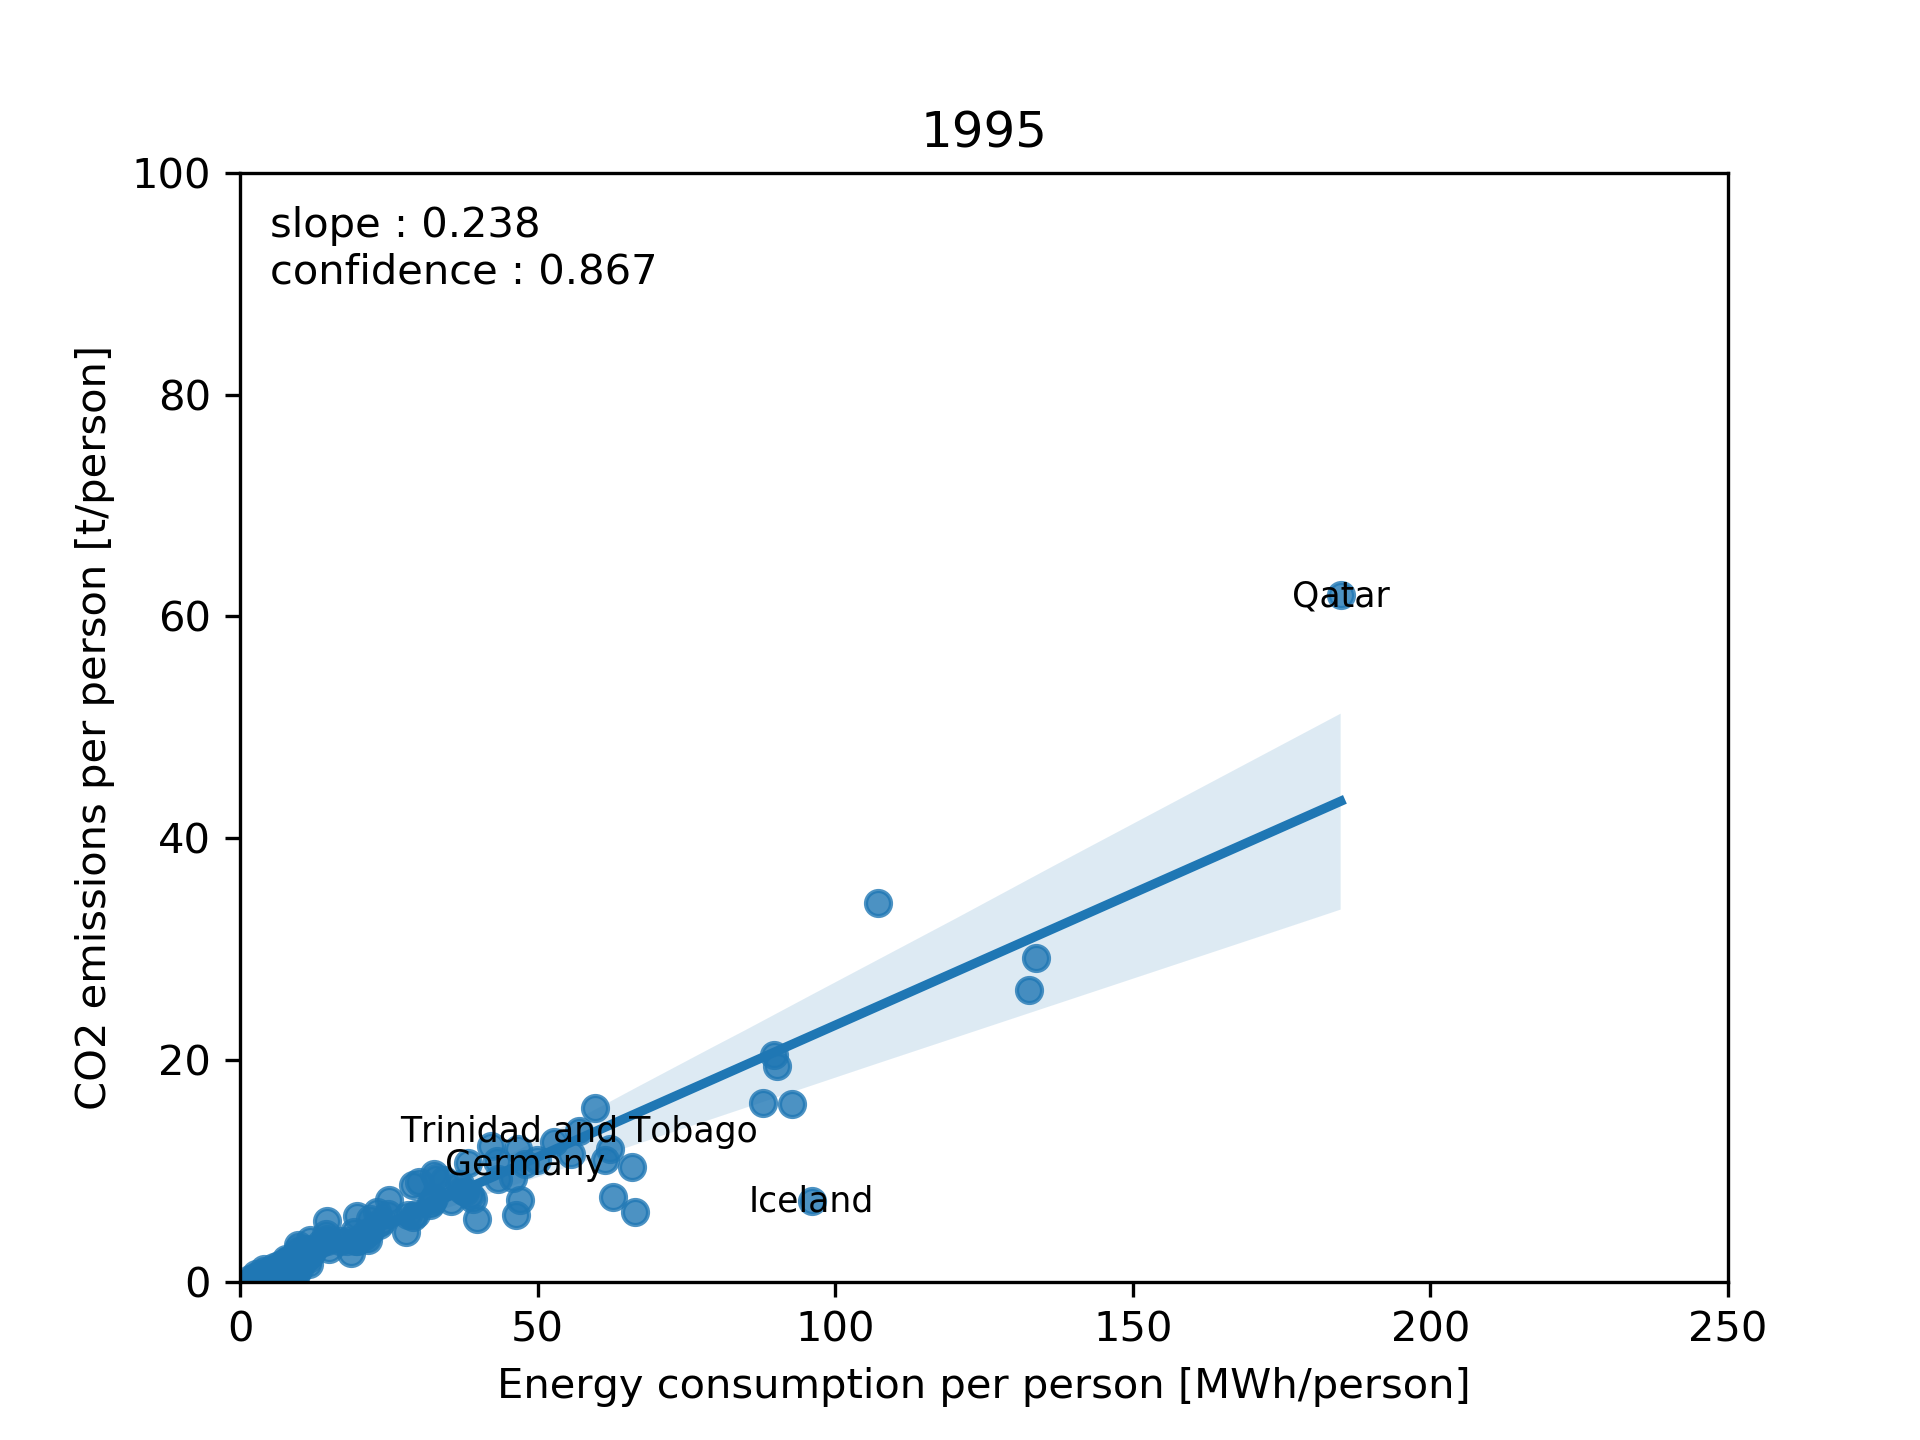 1995
slope : 0.238
confidence : 0.867
100
80
60
40
20
0
CO2 emissions per person [t/person]
Qatar
Trinidad and Tobago
Germany
Iceland
0 50 100 150 200 250
Energy consumption per person [MWh/person]